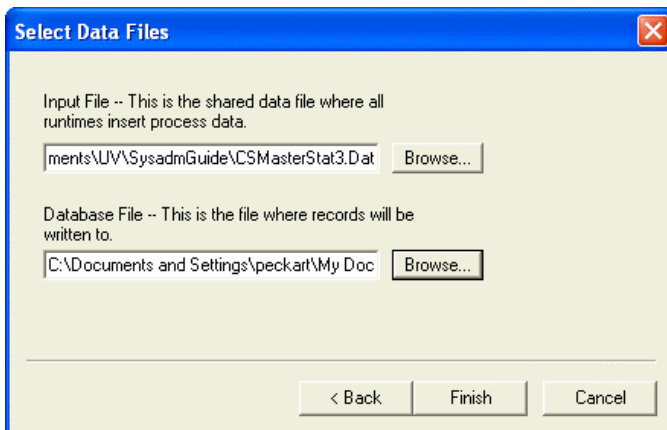 Select Data Files
Input File -- This is the shared data file where all
runtimes insert process data.
ments\UV\SysadmGuide\CSMasterStat3.Dat
Browse...
Database File -- This is the file where records will be
written to.
C:\Documents and Settings\peckart\My Doc
Browse...
< Back
Finish
Cancel